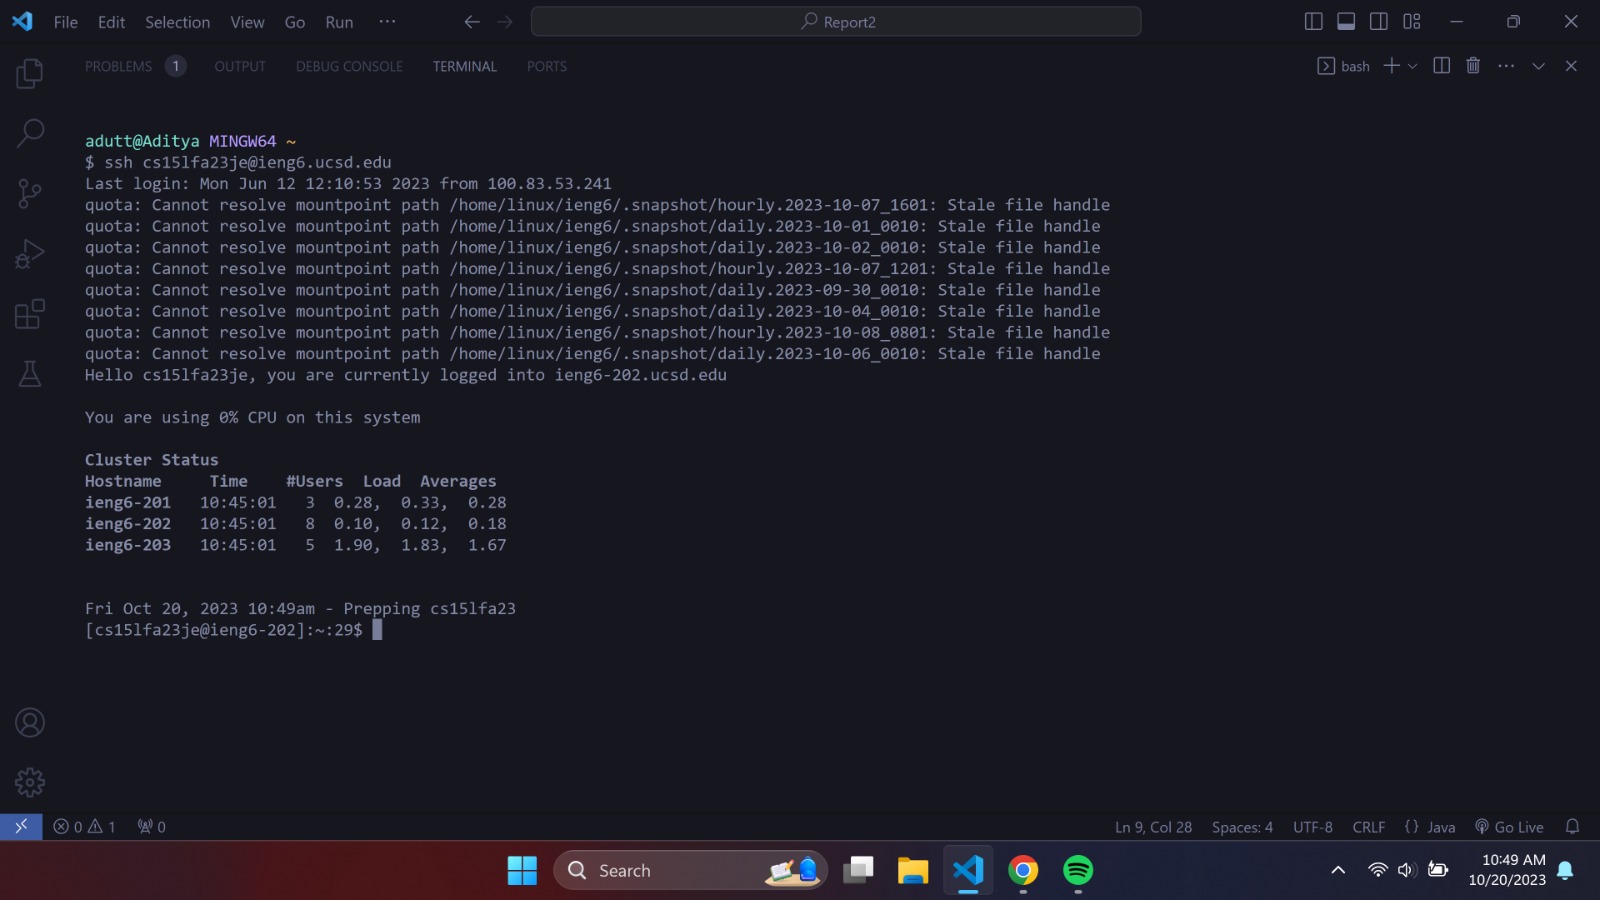 File Edit Selection View Go Run ··· Report2
PROBLEMS 1 OUTPUT DEBUG CONSOLE TERMINAL PORTS bash
adutt@Aditya MINGW64 ~
$ ssh cs15lfa23je@ieng6.ucsd.edu
Last login: Mon Jun 12 12:10:53 2023 from 100.83.53.241
quota: Cannot resolve mountpoint path /home/linux/ieng6/.snapshot/hourly.2023-10-07_1601: Stale file handle
quota: Cannot resolve mountpoint path /home/linux/ieng6/.snapshot/daily.2023-10-01_0010: Stale file handle
quota: Cannot resolve mountpoint path /home/linux/ieng6/.snapshot/daily.2023-10-02_0010: Stale file handle
quota: Cannot resolve mountpoint path /home/linux/ieng6/.snapshot/hourly.2023-10-07_1201: Stale file handle
quota: Cannot resolve mountpoint path /home/linux/ieng6/.snapshot/daily.2023-09-30_0010: Stale file handle
quota: Cannot resolve mountpoint path /home/linux/ieng6/.snapshot/daily.2023-10-04_0010: Stale file handle
quota: Cannot resolve mountpoint path /home/linux/ieng6/.snapshot/hourly.2023-10-08_0801: Stale file handle
quota: Cannot resolve mountpoint path /home/linux/ieng6/.snapshot/daily.2023-10-06_0010: Stale file handle
Hello cs15lfa23je, you are currently logged into ieng6-202.ucsd.edu
You are using 0% CPU on this system
Cluster Status
Hostname Time #Users Load Averages
ieng6-201 10:45:01 3 0.28, 0.33, 0.28
ieng6-202 10:45:01 8 0.10, 0.12, 0.18
ieng6-203 10:45:01 5 1.90, 1.83, 1.67
Fri Oct 20, 2023 10:49am - Prepping cs15lfa23
[cs15lfa23je@ieng6-202]:~:29$
0 1 0 Ln 9, Col 28 Spaces: 4 UTF-8 CRLF {} Java Go Live
Search
10:49 AM
10/20/2023